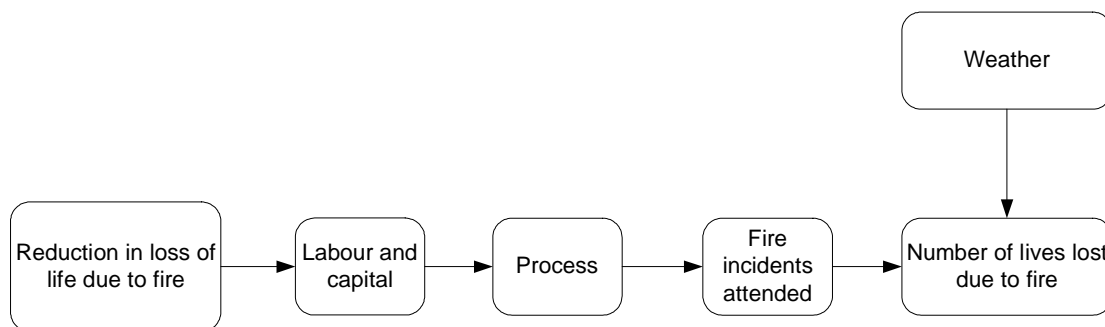 Weather
Reduction in loss of
life due to fire
Labour and
capital
Process
Fire
incidents
attended
Number of lives lost
due to fire